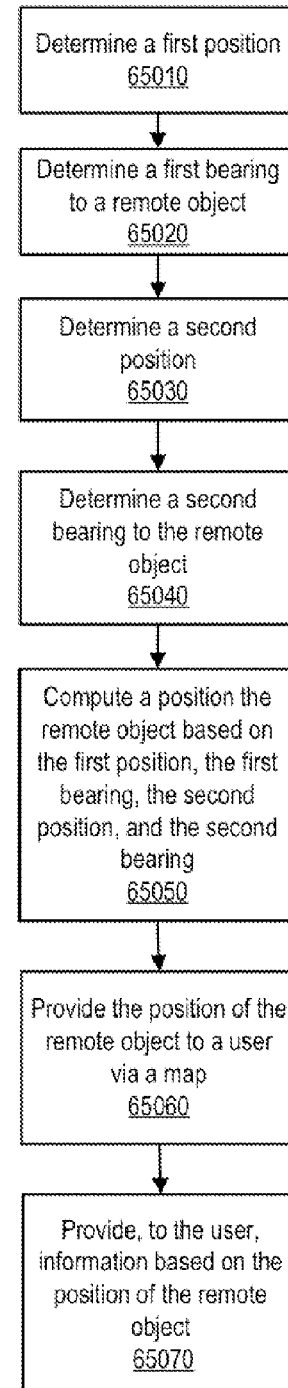 Determine a first position
65010
Determine a first bearing
to a remote object
65020
Determine a second
position
65030
Determine a second
bearing to the remote
object
65040
Compute a position the
remote object based on
the first position, the first
bearing, the second
position, and the second
bearing
65050
Provide the position of the
remote object to a user
via a map
65060
Provide, to the user,
information based on the
position of the remote
object
65070